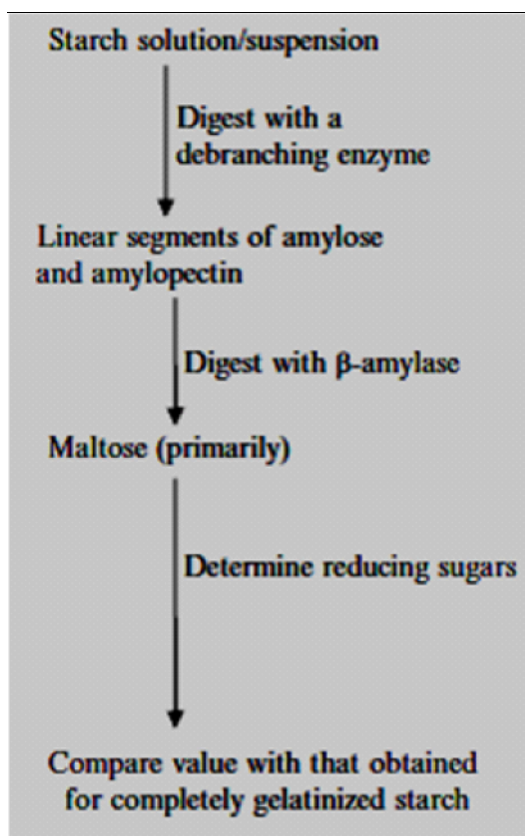 Starch solution/suspension
Digest with a
debranching enzyme
Linear segments of amylose
and amylopectin
Digest with β-amylase
Maltose (primarily)
Determine reducing sugars
Compare value with that obtained
for completely gelatinized starch